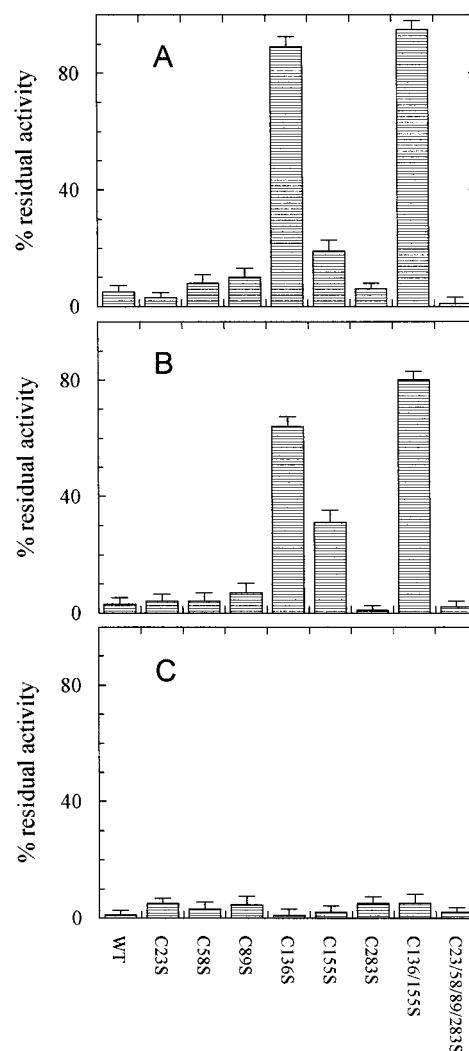 A
% residual activity
80
40
0
B
% residual activity
80
40
0
C
% residual activity
80
40
0
WT
C23S
C58S
C89S
C136S
C155S
C283S
C136/155S
C23/58/89/283S